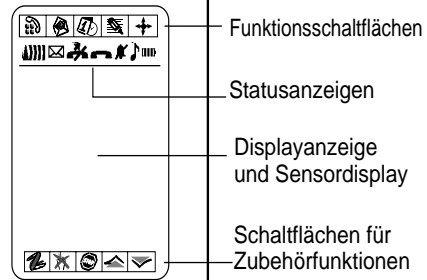 Funktionsschaltflächen
Statusanzeigen
Displayanzeige
und Sensordisplay
Schaltflächen für
Zubehörfunktionen